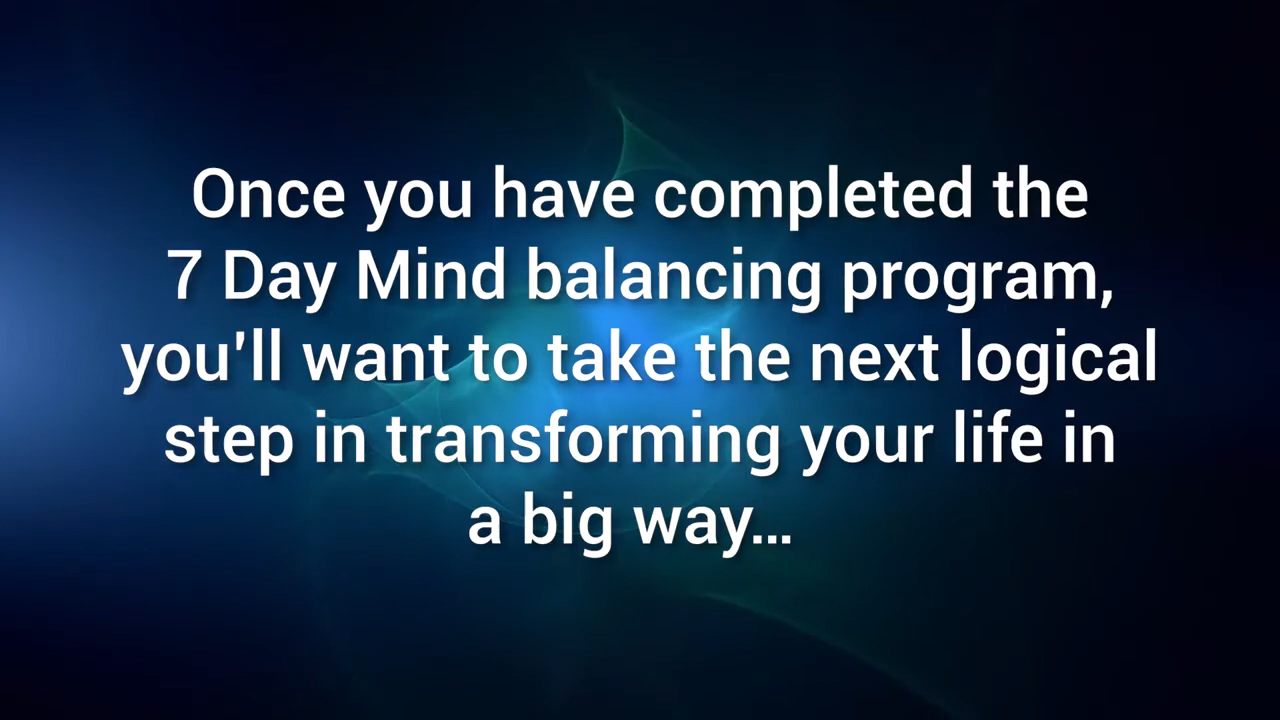 Once you have completed the
7 Day Mind balancing program,
you'll want to take the next logical
step in transforming your life in
a big way...